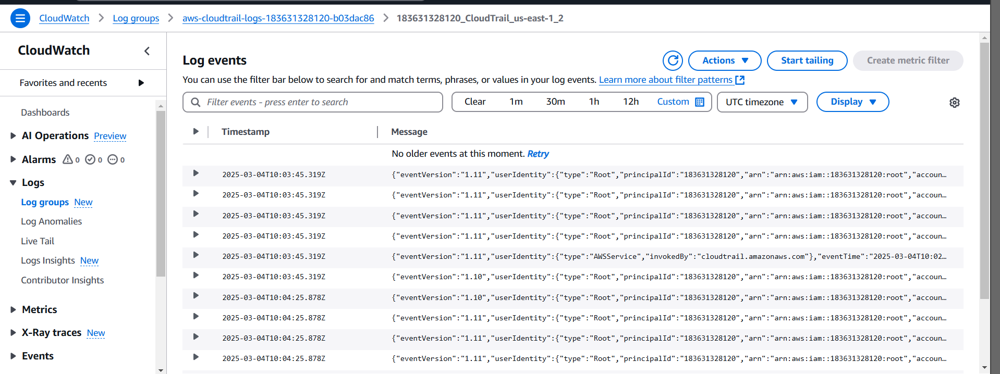 CloudWatch > Log groups > aws-cloudtrail-logs-183631328120-b03dac86 > 183631328120_CloudTrail_us-east-1_2
CloudWatch
Favorites and recents
Dashboards
AI Operations Preview
Alarms 0 0 0
Logs
Log groups New
Log Anomalies
Live Tail
Logs Insights New
Contributor Insights
Metrics
X-Ray traces New
Events
Log events
Actions
Start tailing
Create metric filter
You can use the filter bar below to search for and match terms, phrases, or values in your log events. Learn more about filter patterns
Filter events - press enter to search
Clear 1m 30m 1h 12h Custom
UTC timezone
Display
Timestamp Message
No older events at this moment. Retry
2025-03-04T10:03:45.319Z {"eventVersion":"1.11","userIdentity":{"type":"Root","principalId":"183631328120","arn":"arn:aws:iam::183631328120:root","accoun…
2025-03-04T10:03:45.319Z {"eventVersion":"1.11","userIdentity":{"type":"Root","principalId":"183631328120","arn":"arn:aws:iam::183631328120:root","accoun…
2025-03-04T10:03:45.319Z {"eventVersion":"1.11","userIdentity":{"type":"Root","principalId":"183631328120","arn":"arn:aws:iam::183631328120:root","accoun…
2025-03-04T10:03:45.319Z {"eventVersion":"1.11","userIdentity":{"type":"Root","principalId":"183631328120","arn":"arn:aws:iam::183631328120:root","accoun…
2025-03-04T10:03:45.319Z {"eventVersion":"1.11","userIdentity":{"type":"AWSService","invokedBy":"cloudtrail.amazonaws.com"},"eventTime":"2025-03-04T10:02…
2025-03-04T10:03:45.319Z {"eventVersion":"1.10","userIdentity":{"type":"Root","principalId":"183631328120","arn":"arn:aws:iam::183631328120:root","accoun…
2025-03-04T10:04:25.878Z {"eventVersion":"1.10","userIdentity":{"type":"Root","principalId":"183631328120","arn":"arn:aws:iam::183631328120:root","accoun…
2025-03-04T10:04:25.878Z {"eventVersion":"1.11","userIdentity":{"type":"Root","principalId":"183631328120","arn":"arn:aws:iam::183631328120:root","accoun…
2025-03-04T10:04:25.878Z {"eventVersion":"1.11","userIdentity":{"type":"Root","principalId":"183631328120","arn":"arn:aws:iam::183631328120:root","accoun…
2025-03-04T10:04:25.878Z {"eventVersion":"1.11","userIdentity":{"type":"Root","principalId":"183631328120","arn":"arn:aws:iam::183631328120:root","accoun…